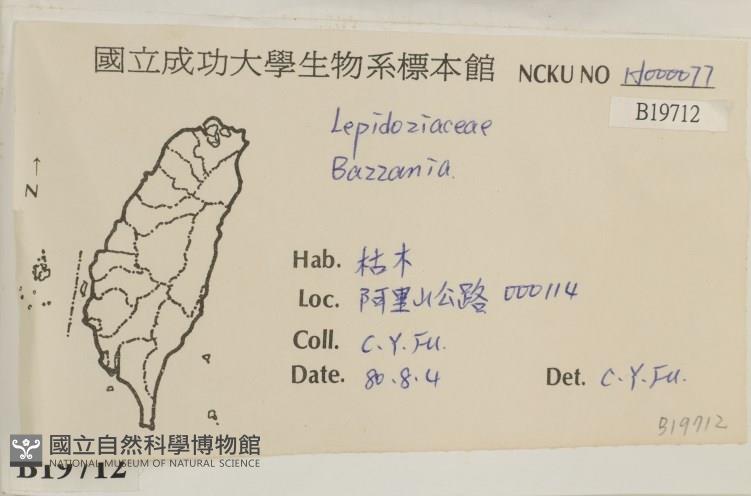 國立成功大學生物系標本館 NCKU NO H000077
B19712
Lepidoziaceae
Bazzania.
N →
Hab. 枯木
Loc. 阿里山公路 000114
Coll. C.Y.Fu.
Date. 80.8.4 Det. C.Y.Fu.
B19712
國立自然科學博物館
NATIONAL MUSEUM OF NATURAL SCIENCE
B19712